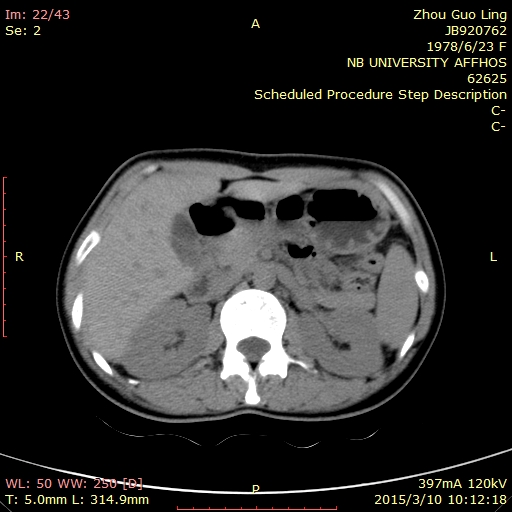 Im: 22/43
Se: 2
A
Zhou Guo Ling
JB920762
1978/6/23 F
NB UNIVERSITY AFFHOS
62625
Scheduled Procedure Step Description
C-
C-
R
L
WL: 50 WW: 250 [D]
T: 5.0mm L: 314.9mm
P
397mA 120kV
2015/3/10 10:12:18